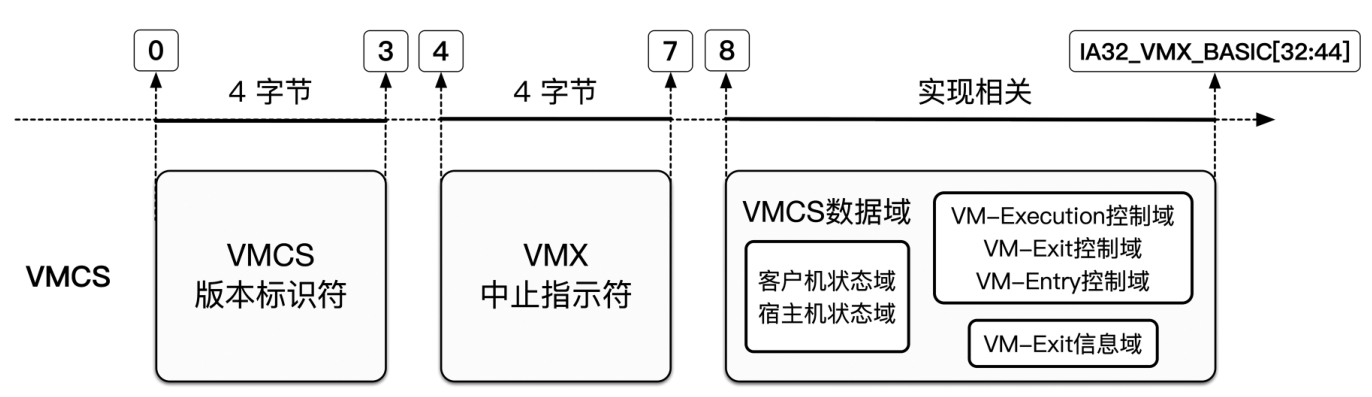 0
3
4
7
8
IA32_VMX_BASIC[32:44]
4 字节
4 字节
实现相关
VMCS
VMCS
版本标识符
VMX
中止指示符
VMCS数据域
客户机状态域
宿主机状态域
VM-Execution控制域
VM-Exit控制域
VM-Entry控制域
VM-Exit信息域